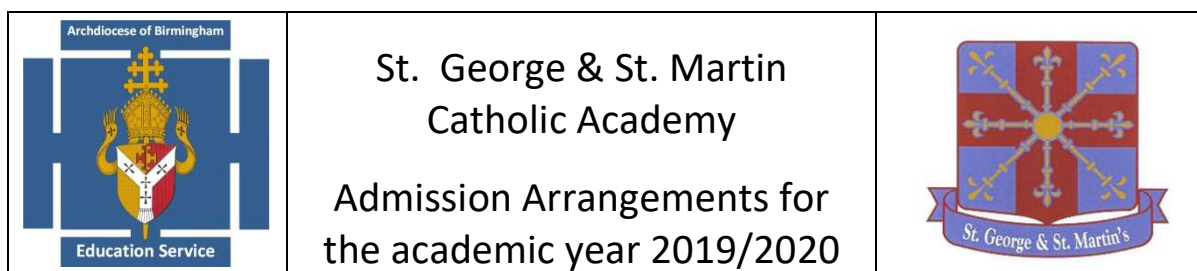 Archdiocese of Birmingham
Education Service
St. George & St. Martin
Catholic Academy
Admission Arrangements for
the academic year 2019/2020
St. George & St. Martin's